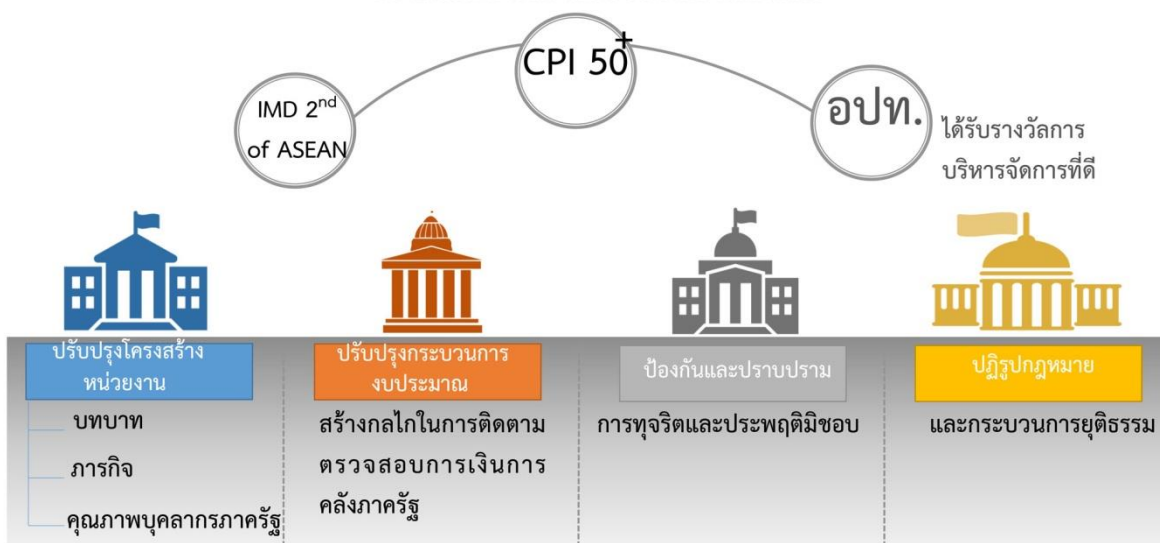 CPI 50+
IMD 2nd
of ASEAN
อปท.
ได้รับรางวัลการ
บริหารจัดการที่ดี
ปรับปรุงโครงสร้าง
หน่วยงาน
บทบาท
ภารกิจ
คุณภาพบุคลากรภาครัฐ
ปรับปรุงกระบวนการ
งบประมาณ
สร้างกลไกในการติดตาม
ตรวจสอบการเงินการ
คลังภาครัฐ
ป้องกันและปราบปราม
การทุจริตและประพฤติมิชอบ
ปฏิรูปกฎหมาย
และกระบวนการยุติธรรม